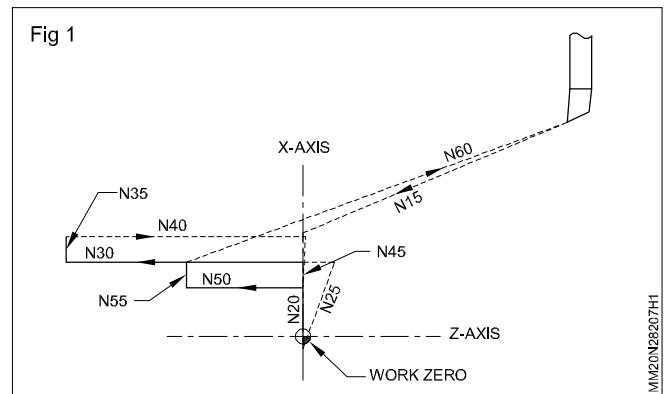 Fig 1
X-AXIS
N60
N15
N35
N40
N30
N45
N50
N55
N20
N25
Z-AXIS
WORK ZERO
MM20N28207H1